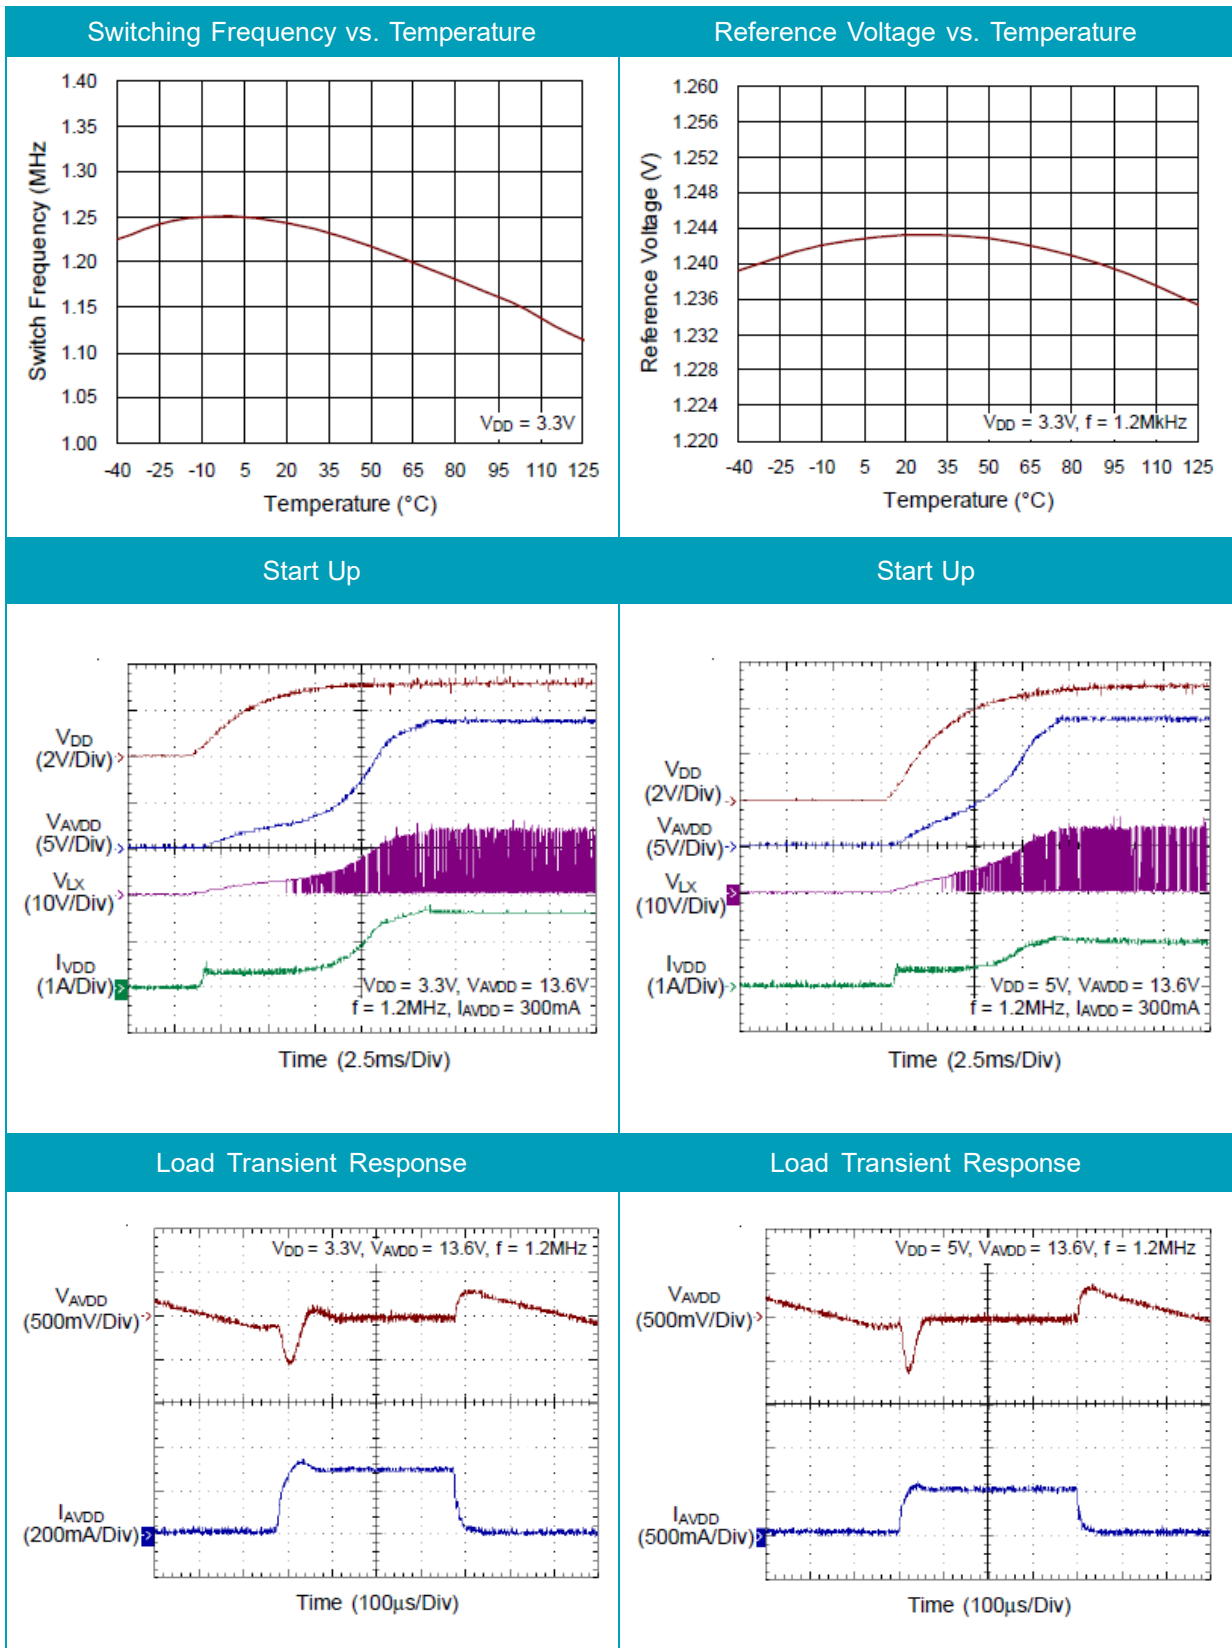 Switching Frequency vs. Temperature
Reference Voltage vs. Temperature
1.40
1.35
1.30
1.25
1.20
1.15
1.10
1.05
1.00
Switch Frequency (MHz
VDD = 3.3V
-40 -25 -10 5 20 35 50 65 80 95 110 125
Temperature (°C)
1.260
1.256
1.252
1.248
1.244
1.240
1.236
1.232
1.228
1.224
1.220
Reference Voltage (V)
VDD = 3.3V, f = 1.2MkHz
-40 -25 -10 5 20 35 50 65 80 95 110 125
Temperature (°C)
Start Up
Start Up
VDD
(2V/Div)
VAVDD
(5V/Div)
VLX
(10V/Div)
IVDD
(1A/Div)
VDD = 3.3V, VAVDD = 13.6V
f = 1.2MHz, IAVDD = 300mA
Time (2.5ms/Div)
VDD
(2V/Div)
VAVDD
(5V/Div)
VLX
(10V/Div)
IVDD
(1A/Div)
VDD = 5V, VAVDD = 13.6V
f = 1.2MHz, IAVDD = 300mA
Time (2.5ms/Div)
Load Transient Response
Load Transient Response
VDD = 3.3V, VAVDD = 13.6V, f = 1.2MHz
VAVDD
(500mV/Div)
IAVDD
(200mA/Div)
Time (100µs/Div)
VDD = 5V, VAVDD = 13.6V, f = 1.2MHz
VAVDD
(500mV/Div)
IAVDD
(500mA/Div)
Time (100µs/Div)